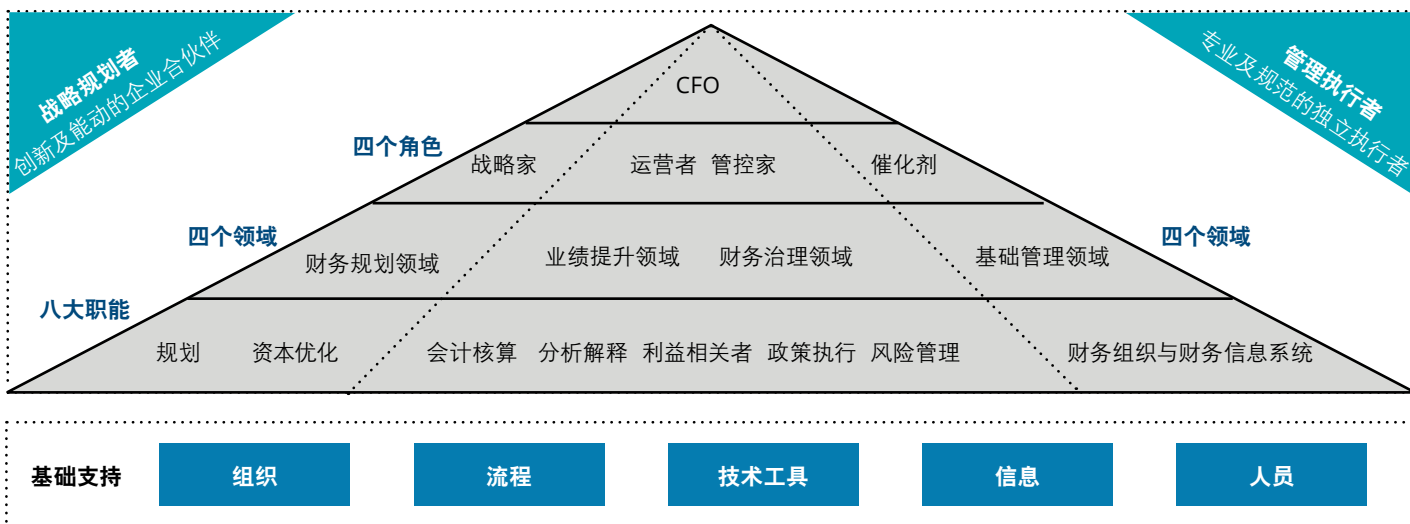 战略规划者
创新及能动的企业合伙伴
管理执行者
专业及规范的独立执行者
CFO
四个角色
战略家 运营者 管控家 催化剂
四个领域 四个领域
财务规划领域 业绩提升领域 财务治理领域 基础管理领域
八大职能
规划 资本优化 会计核算 分析解释 利益相关者 政策执行 风险管理 财务组织与财务信息系统
基础支持 组织 流程 技术工具 信息 人员